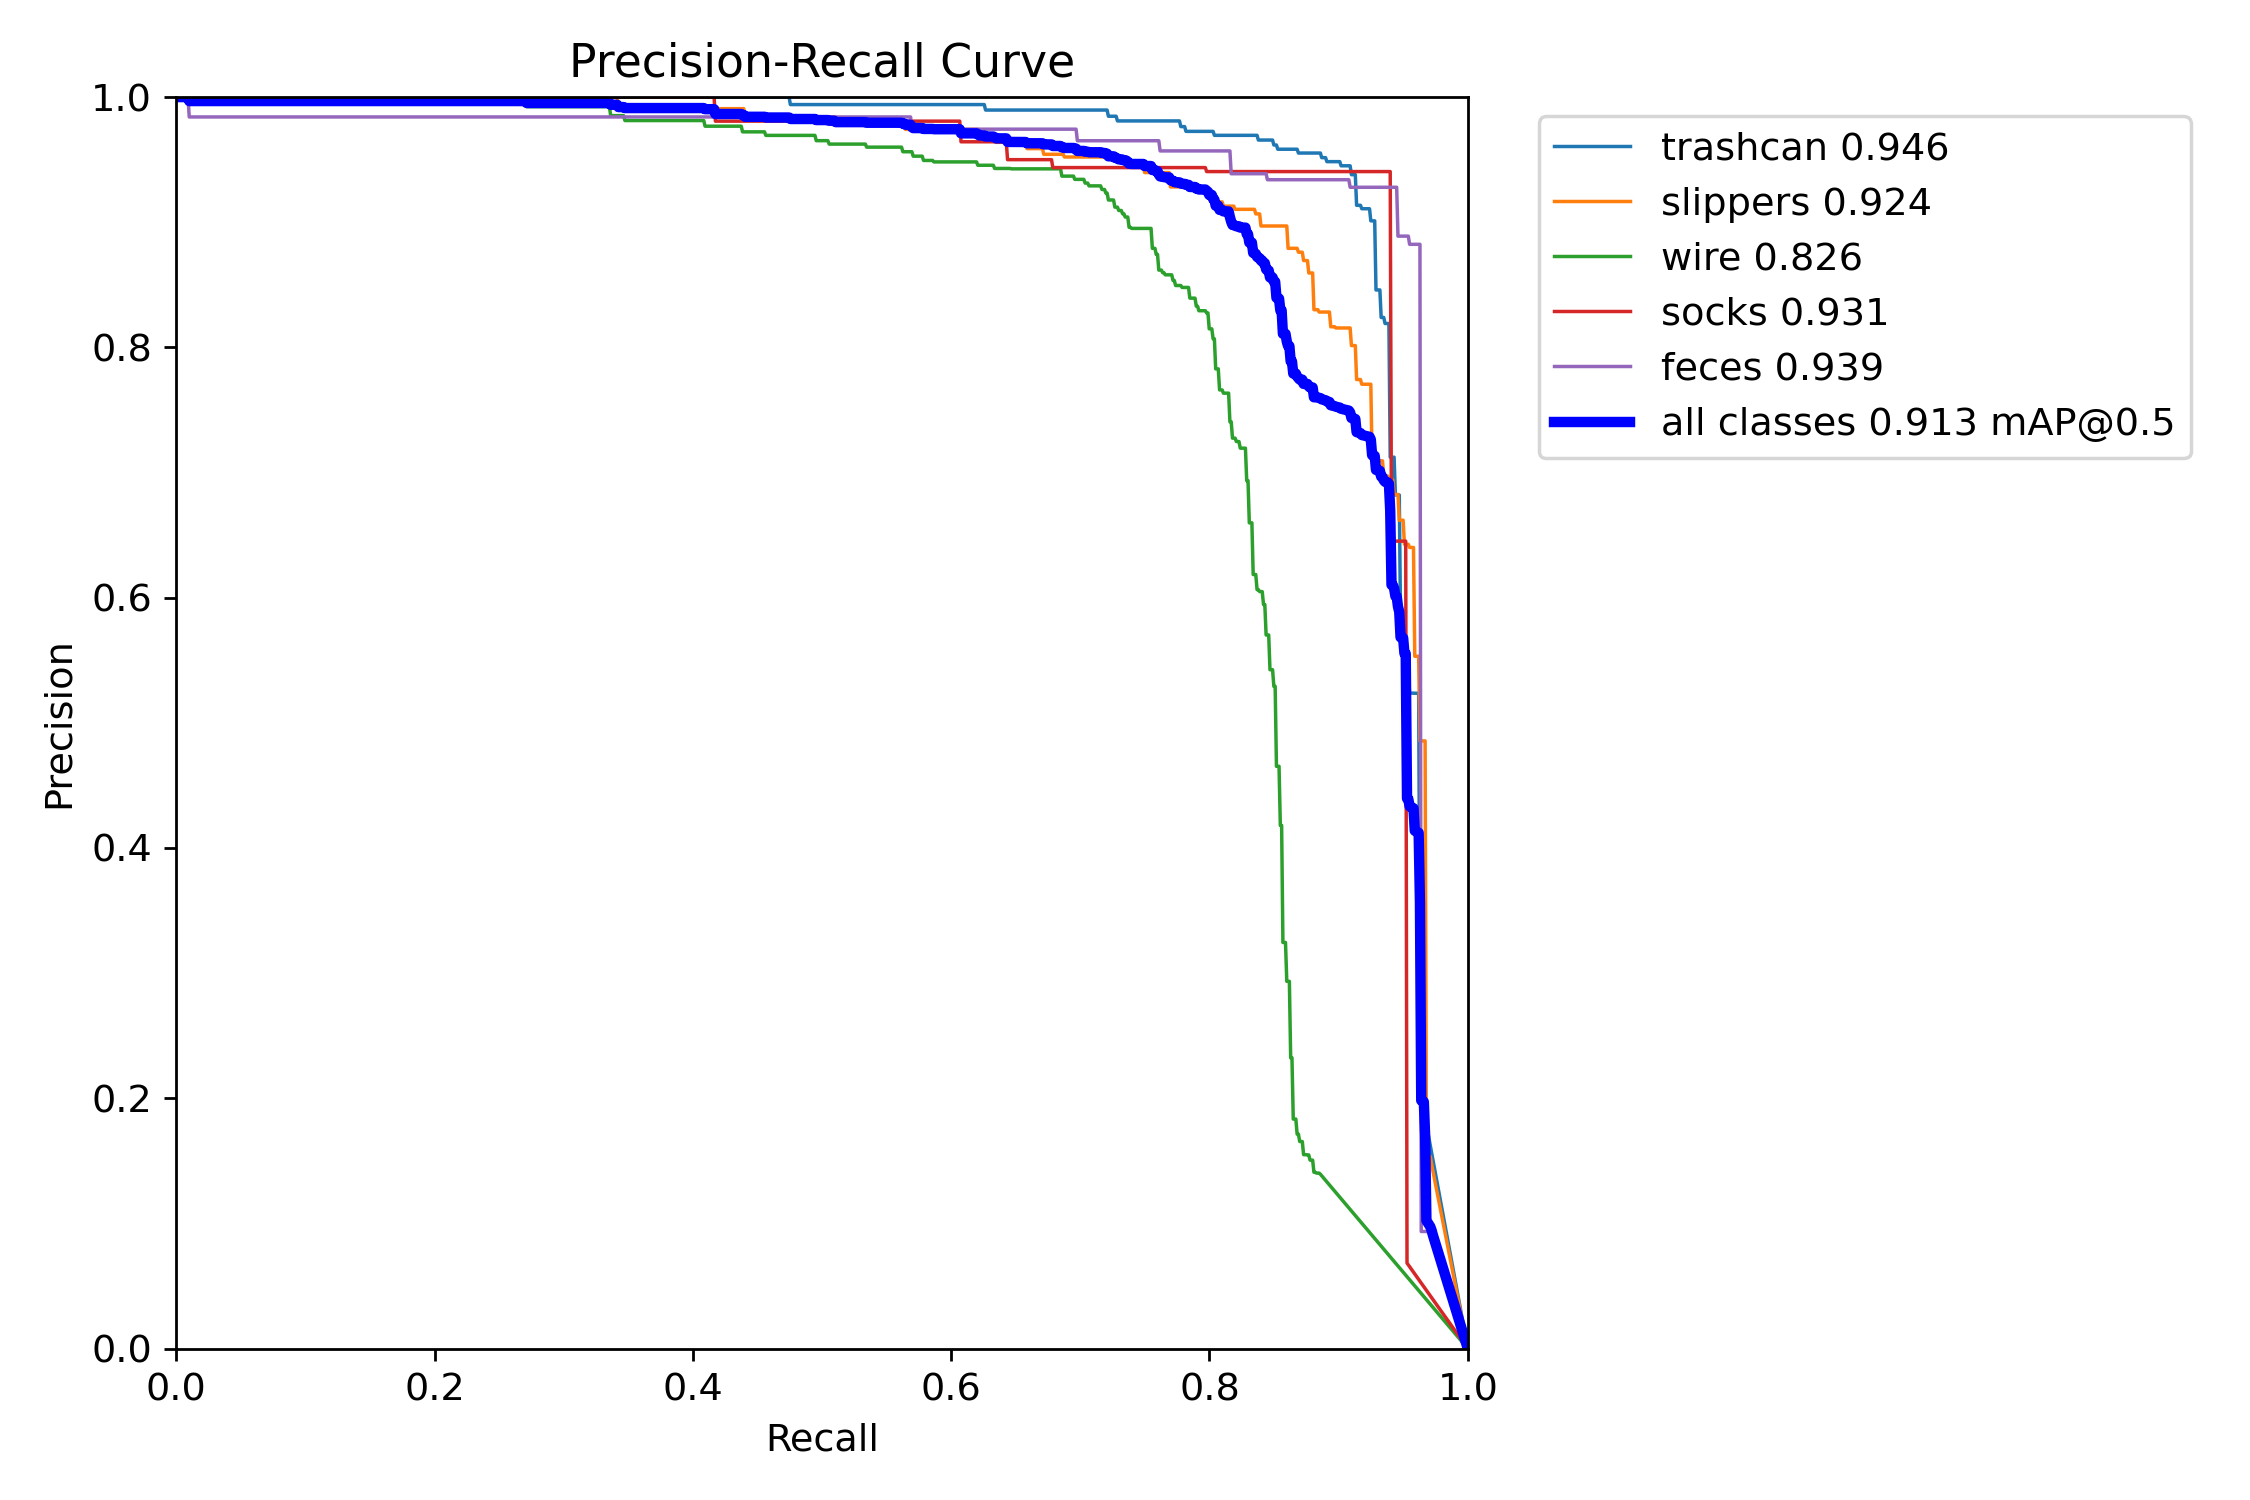 Precision-Recall Curve
1.0
0.8
0.6
0.4
0.2
0.0
Precision
0.0 0.2 0.4 0.6 0.8 1.0
Recall
trashcan 0.946
slippers 0.924
wire 0.826
socks 0.931
feces 0.939
all classes 0.913 mAP@0.5